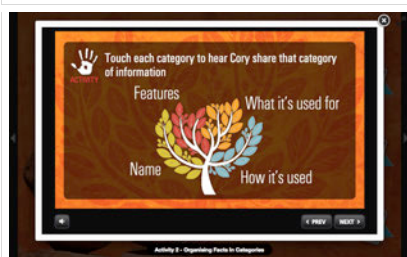 Touch each category to hear Cory share that category
of information
ACTIVITY
Features
What it's used for
Name
How it's used
< PREV
NEXT >
Activity 2 - Organising Facts In Categories